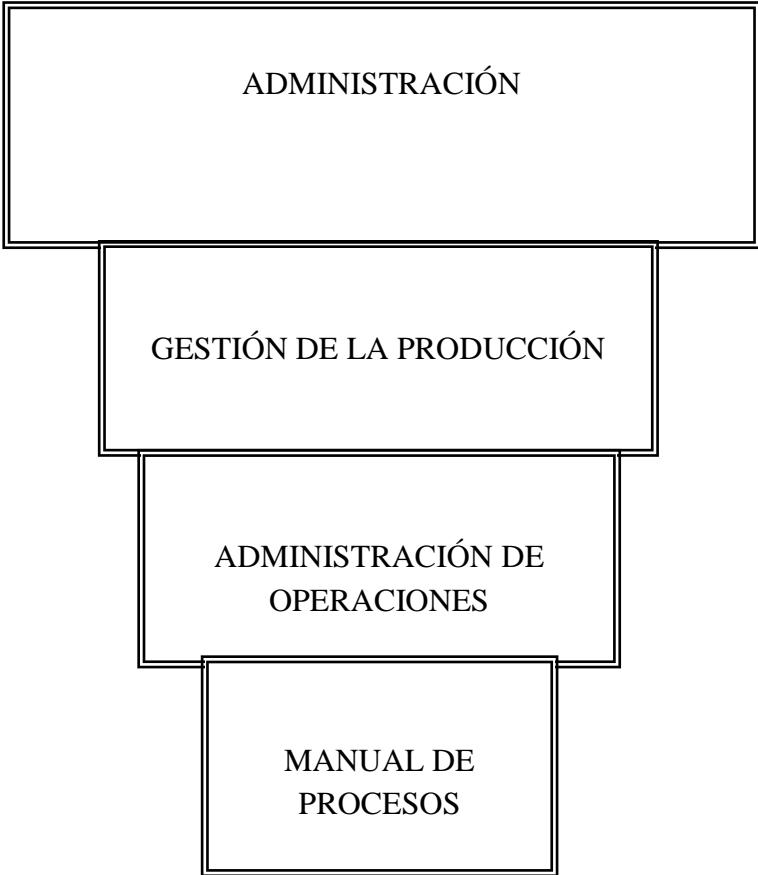 ADMINISTRACIÓN
GESTIÓN DE LA PRODUCCIÓN
ADMINISTRACIÓN DE
OPERACIONES
MANUAL DE
PROCESOS